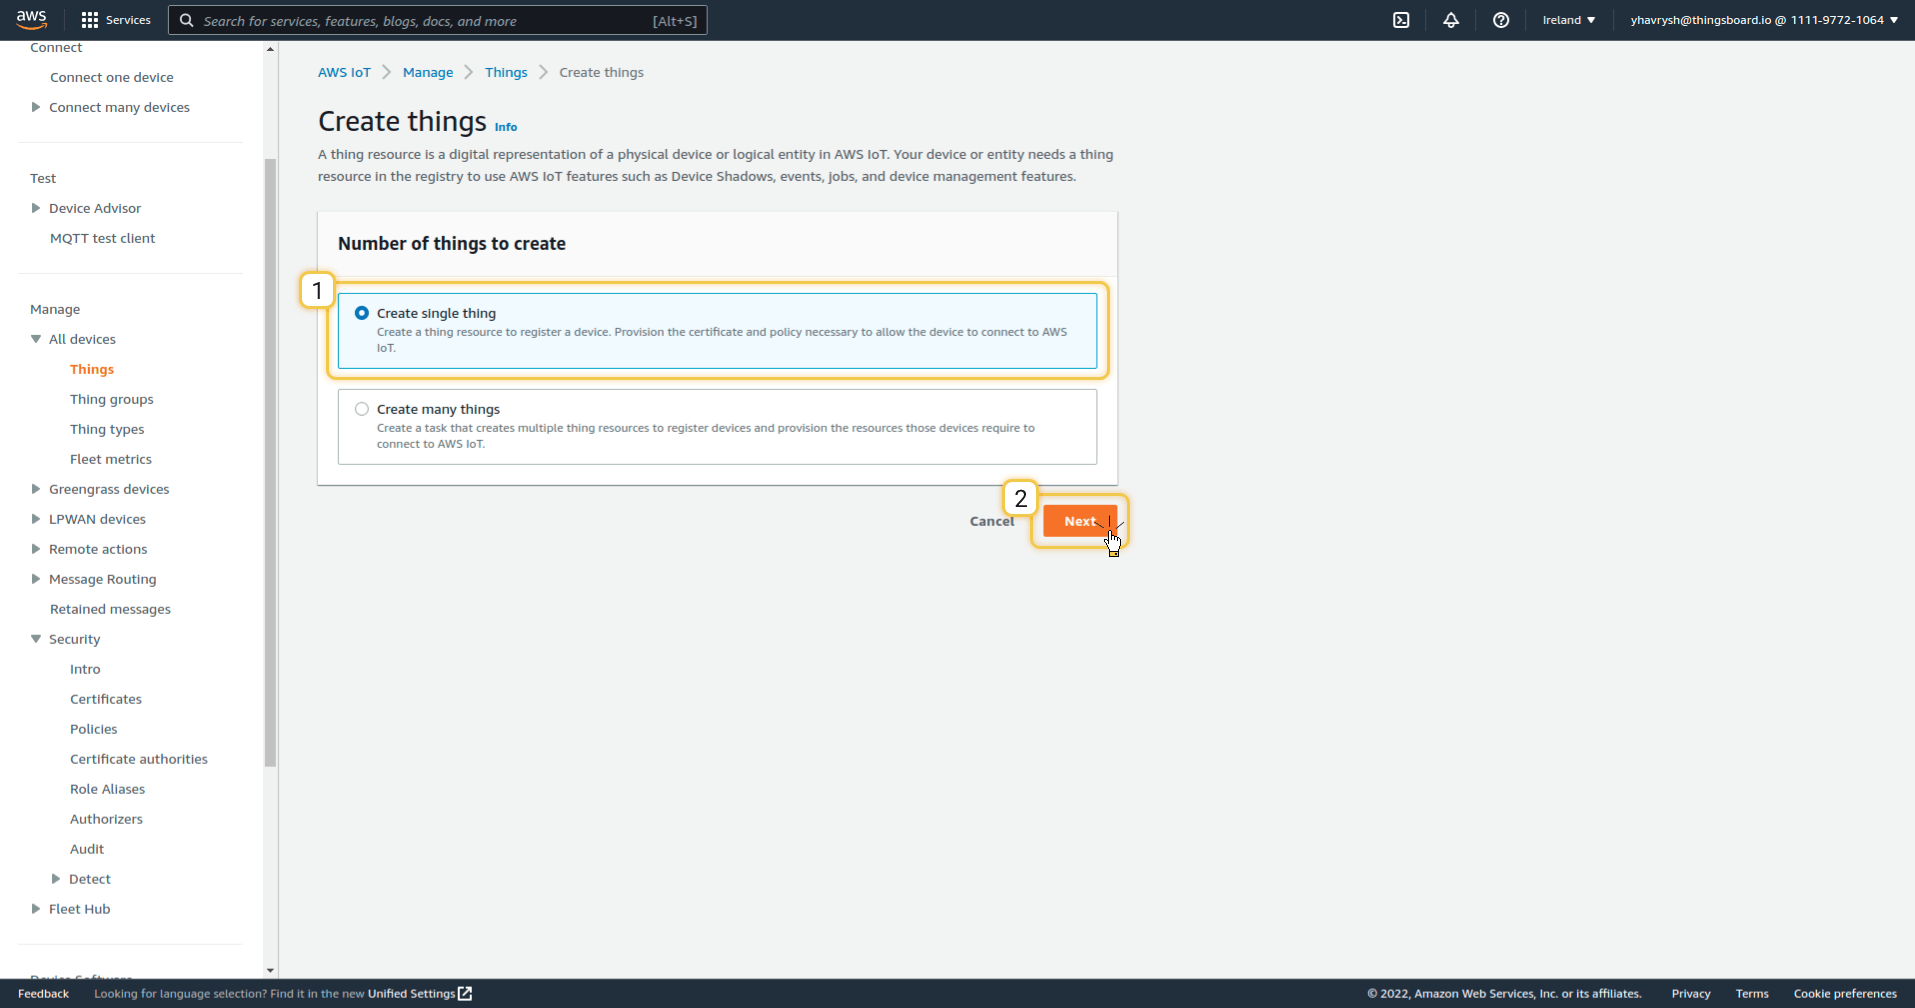 aws
Services
Search for services, features, blogs, docs, and more
[Alt+S]
Ireland
yhavrysh@thingsboard.io @ 1111-9772-1064
Connect
Connect one device
Connect many devices
Test
Device Advisor
MQTT test client
Manage
All devices
Things
Thing groups
Thing types
Fleet metrics
Greengrass devices
LPWAN devices
Remote actions
Message Routing
Retained messages
Security
Intro
Certificates
Policies
Certificate authorities
Role Aliases
Authorizers
Audit
Detect
Fleet Hub
Device Software
AWS IoT
Manage
Things
Create things
Create things Info
A thing resource is a digital representation of a physical device or logical entity in AWS IoT. Your device or entity needs a thing
resource in the registry to use AWS IoT features such as Device Shadows, events, jobs, and device management features.
Number of things to create
1
Create single thing
Create a thing resource to register a device. Provision the certificate and policy necessary to allow the device to connect to AWS
IoT.
Create many things
Create a task that creates multiple thing resources to register devices and provision the resources those devices require to
connect to AWS IoT.
2
Cancel
Next
Feedback
Looking for language selection? Find it in the new Unified Settings
© 2022, Amazon Web Services, Inc. or its affiliates.
Privacy
Terms
Cookie preferences